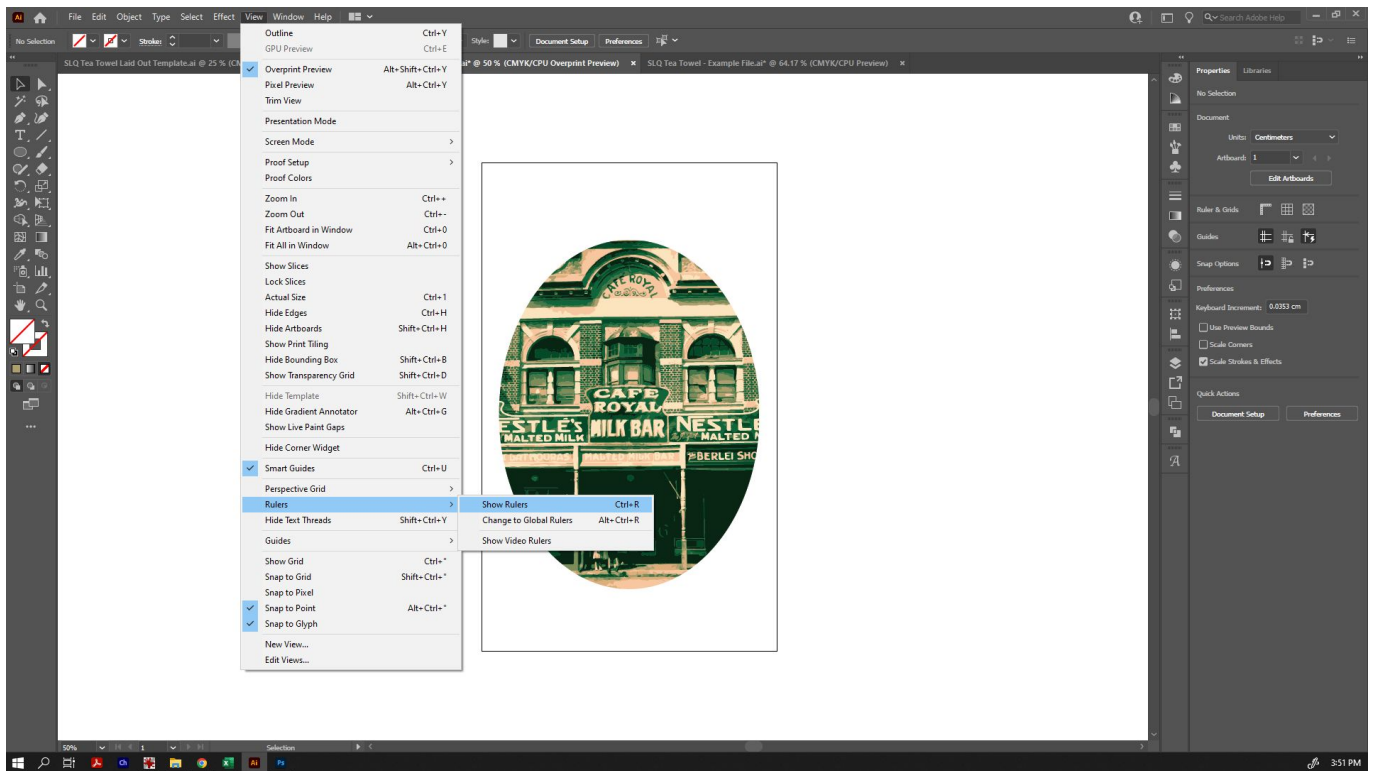 Ai File Edit Object Type Select Effect View Window Help Search Adobe Help
No Selection Stroke: Style: Document Setup Preferences
SLQ Tea Towel Laid Out Template.ai @ 25 % ai* @ 50 % (CMYK/CPU Overprint Preview) × SLQ Tea Towel - Example File.ai* @ 64.17 % (CMYK/CPU Preview) ×
Outline Ctrl+Y
GPU Preview Ctrl+E
Overprint Preview Alt+Shift+Ctrl+Y
Pixel Preview Alt+Ctrl+Y
Trim View
Presentation Mode
Screen Mode
Proof Setup
Proof Colors
Zoom In Ctrl++
Zoom Out Ctrl+-
Fit Artboard in Window Ctrl+0
Fit All in Window Alt+Ctrl+0
Show Slices
Lock Slices
Actual Size Ctrl+1
Hide Edges Ctrl+H
Hide Artboards Shift+Ctrl+H
Show Print Tiling
Hide Bounding Box Shift+Ctrl+B
Show Transparency Grid Shift+Ctrl+D
Hide Template Shift+Ctrl+W
Hide Gradient Annotator Alt+Ctrl+G
Show Live Paint Gaps
Hide Corner Widget
Smart Guides Ctrl+U
Perspective Grid
Rulers
Hide Text Threads Shift+Ctrl+Y
Guides
Show Grid Ctrl+"
Snap to Grid Shift+Ctrl+"
Snap to Pixel
Snap to Point Alt+Ctrl+"
Snap to Glyph
New View...
Edit Views...
Show Rulers Ctrl+R
Change to Global Rulers Alt+Ctrl+R
Show Video Rulers
CAFE ROYAL
CAFE
ROYAL
ESTLE'S MILK BAR NESTLE
MALTED MILK MALTED
MALTED MILK BAR BERLEI SHO
Properties Libraries
No Selection
Document
Units: Centimeters
Artboard: 1
Edit Artboards
Ruler & Grids
Guides
Snap Options
Preferences
Keyboard Increment: 0.0353 cm
Use Preview Bounds
Scale Corners
Scale Strokes & Effects
Quick Actions
Document Setup Preferences
50% 1 Selection
Ch Ai Ps 3:51 PM